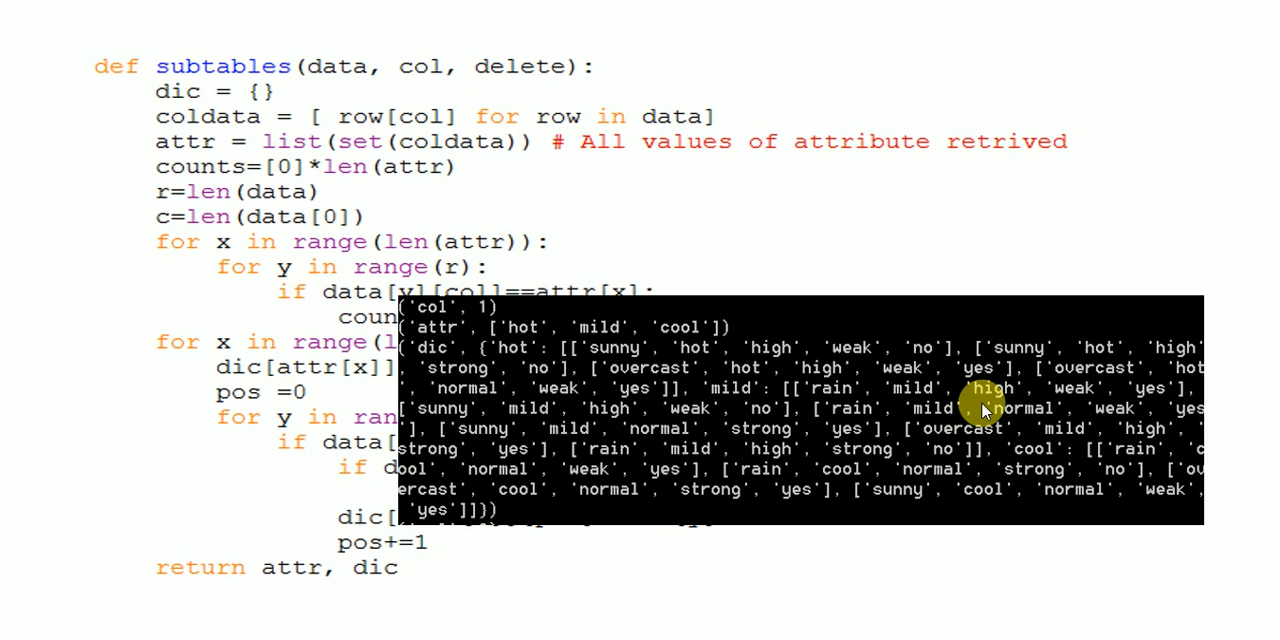 def subtables(data, col, delete):
dic = {}
coldata = [ row[col] for row in data]
attr = list(set(coldata)) # All values of attribute retrived
counts=[0]*len(attr)
r=len(data)
c=len(data[0])
for x in range(len(attr)):
for y in range(r):
if data[y][col]==attr[x]:
coun
for x in range(l
dic[attr[x]]
pos =0
for y in ran
if data[
if d
dic[
pos+=1
return attr, dic
('col', 1)
('attr', ['hot', 'mild', 'cool'])
('dic', {'hot': [['sunny', 'hot', 'high', 'weak', 'no'], ['sunny', 'hot', 'high'
, 'strong', 'no'], ['overcast', 'hot', 'high', 'weak', 'yes'], ['overcast', 'hot
', 'normal', 'weak', 'yes']], 'mild': [['rain', 'mild', 'high', 'weak', 'yes'],
['sunny', 'mild', 'high', 'weak', 'no'], ['rain', 'mild', 'normal', 'weak', 'yes
'], ['sunny', 'mild', 'normal', 'strong', 'yes'], ['overcast', 'mild', 'high', '
strong', 'yes'], ['rain', 'mild', 'high', 'strong', 'no']], 'cool': [['rain', 'c
ool', 'normal', 'weak', 'yes'], ['rain', 'cool', 'normal', 'strong', 'no'], ['ov
ercast', 'cool', 'normal', 'strong', 'yes'], ['sunny', 'cool', 'normal', 'weak',
'yes']]})